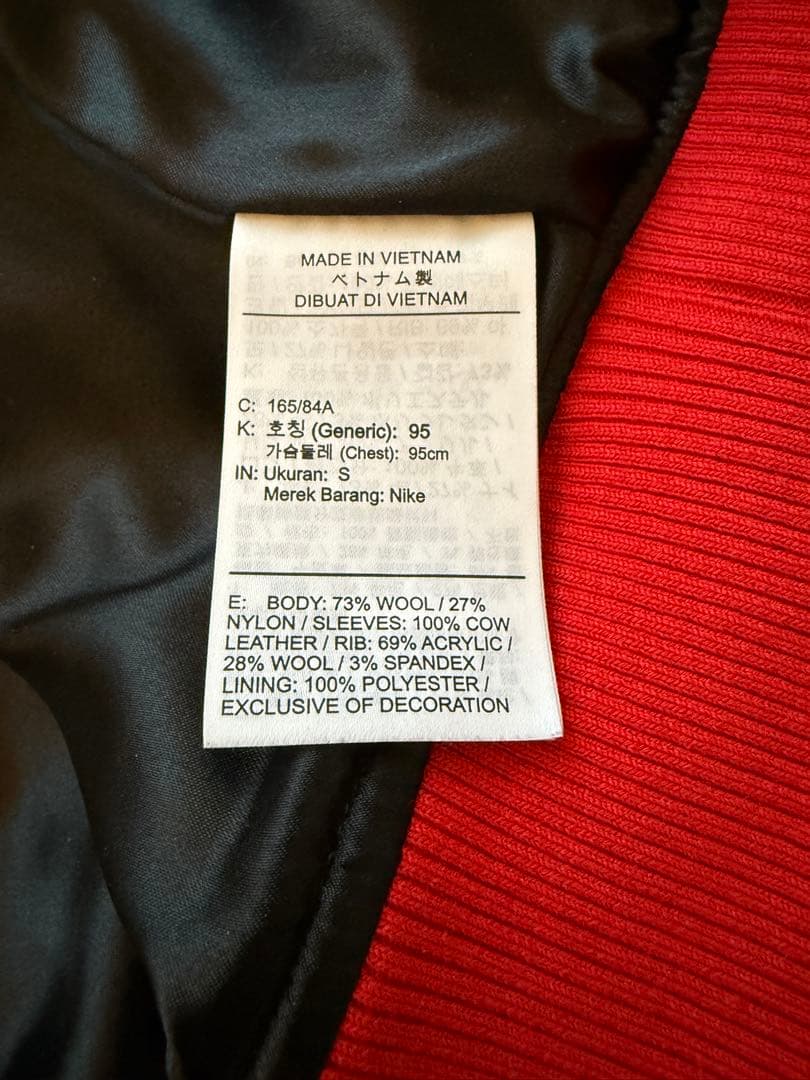 MADE IN VIETNAM
ベトナム製
DIBUAT DI VIETNAM
C: 165/84A
K: 호칭 (Generic): 95
가슴둘레 (Chest): 95cm
IN: Ukuran: S
Merek Barang: Nike
E: BODY: 73% WOOL / 27%
NYLON / SLEEVES: 100% COW
LEATHER / RIB: 69% ACRYLIC /
28% WOOL / 3% SPANDEX /
LINING: 100% POLYESTER /
EXCLUSIVE OF DECORATION